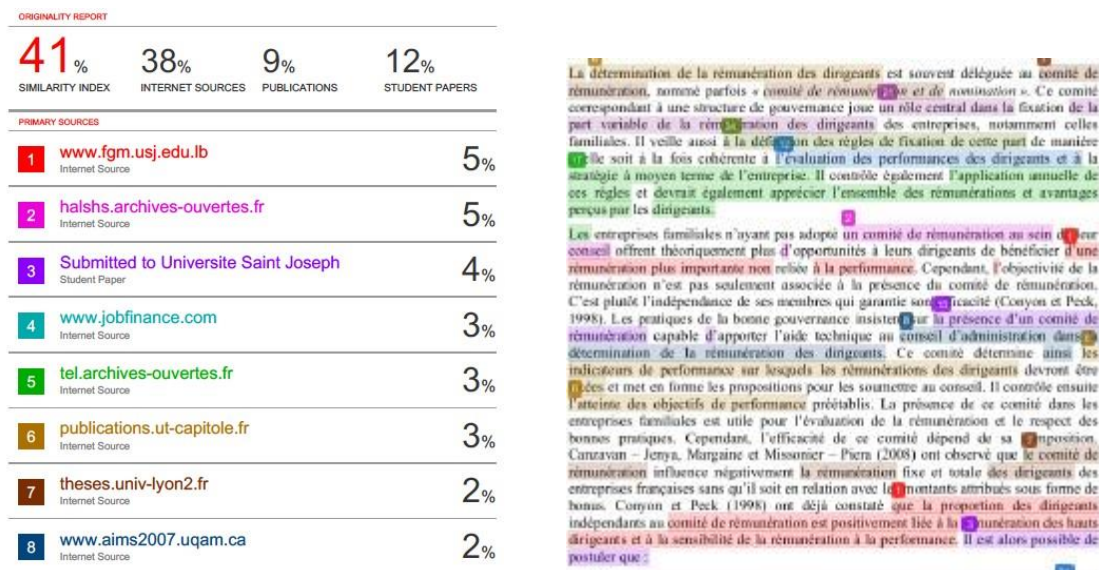 ORIGINALITY REPORT
41%
SIMILARITY INDEX
38%
INTERNET SOURCES
9%
PUBLICATIONS
12%
STUDENT PAPERS
PRIMARY SOURCES
1 www.fgm.usj.edu.lb 5%
Internet Source
2 halshs.archives-ouvertes.fr 5%
Internet Source
3 Submitted to Universite Saint Joseph 4%
Student Paper
4 www.jobfinance.com 3%
Internet Source
5 tel.archives-ouvertes.fr 3%
Internet Source
6 publications.ut-capitole.fr 3%
Internet Source
7 theses.univ-lyon2.fr 2%
Internet Source
8 www.aims2007.uqam.ca 2%
Internet Source
La détermination de la rémunération des dirigeants est souvent déléguée au comité de
rémunération, nommé parfois « comité de et de nomination ». Ce comité
correspondant à une structure de gouvernance joue un rôle central dans la fixation de la
part variable de la des dirigeants des entreprises, notamment celles
familiales. Il veille aussi à la des règles de fixation de cette part de manière
soit à la fois cohérente à l'évaluation des performances des dirigeants et à la
stratégie à moyen terme de l'entreprise. Il contrôle également l'application annuelle de
ces règles et devrait également apprécier l'ensemble des rémunérations et avantages
perçus par les dirigeants.
2
Les entreprises familiales n'ayant pas adopté un comité de rémunération au sein de leur
conseil offrent théoriquement plus d'opportunités à leurs dirigeants de bénéficier d'une
rémunération plus importante non reliée à la performance. Cependant, l'objectivité de la
rémunération n'est pas seulement associée à la présence du comité de rémunération.
C'est plutôt l'indépendance de ses membres qui garantie son (Conyon et Peck,
1998). Les pratiques de la bonne gouvernance insistent sur la présence d'un comité de
rémunération capable d'apporter l'aide technique au conseil d'administration dans la
détermination de la rémunération des dirigeants. Ce comité détermine ainsi les
indicateurs de performance sur lesquels les rémunérations des dirigeants devront être
et met en forme les propositions pour les soumettre au conseil. Il contrôle ensuite
l'atteinte des objectifs de performance préétablis. La présence de ce comité dans les
entreprises familiales est utile pour l'évaluation de la rémunération et le respect des
bonnes pratiques. Cependant, l'efficacité de ce comité dépend de sa
Canzavan – Jenya, Margaine et Missonier – Piera (2008) ont observé que le comité de
rémunération influence négativement la rémunération fixe et totale des dirigeants des
entreprises françaises sans qu'il soit en relation avec montants attribués sous forme de
bonus. Conyon et Peck (1998) ont déjà constaté que la proportion des dirigeants
indépendants au comité de rémunération est positivement liée à la des hauts
dirigeants et à la sensibilité de la rémunération à la performance. Il est alors possible de
postuler que :